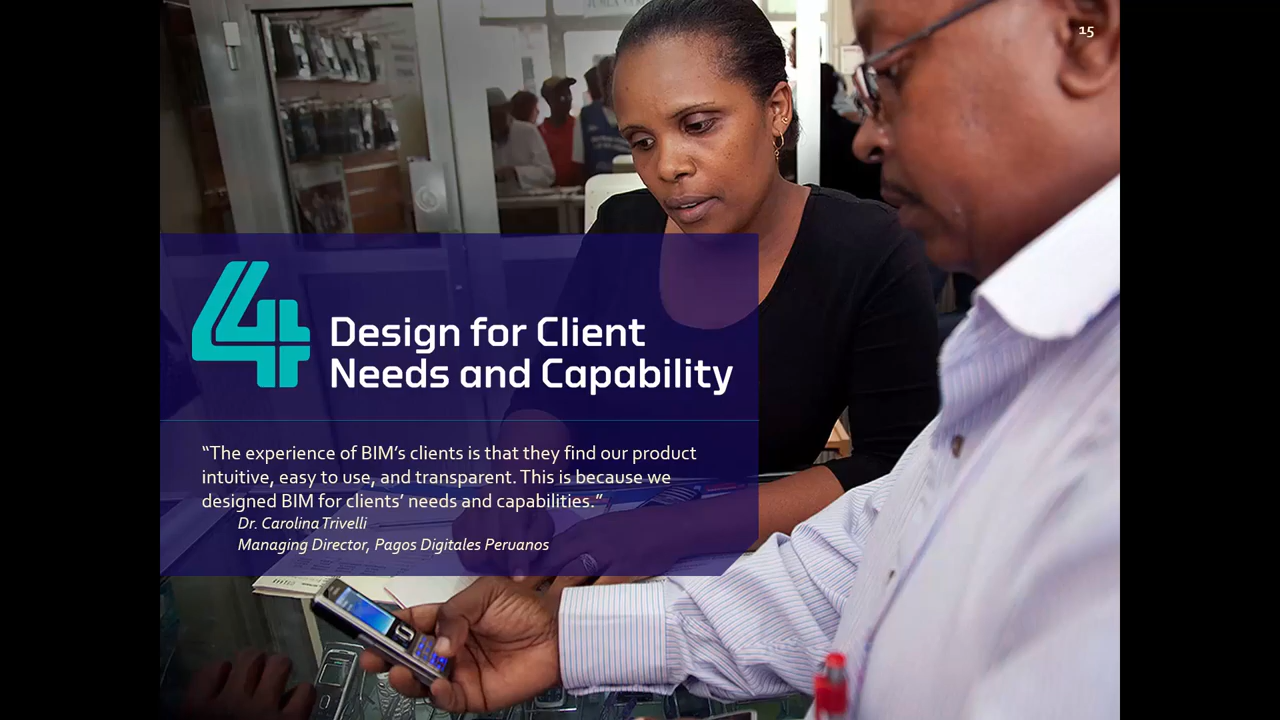 15
4
Design for Client
Needs and Capability
“The experience of BIM’s clients is that they find our product
intuitive, easy to use, and transparent. This is because we
designed BIM for clients’ needs and capabilities.”
Dr. Carolina Trivelli
Managing Director, Pagos Digitales Peruanos